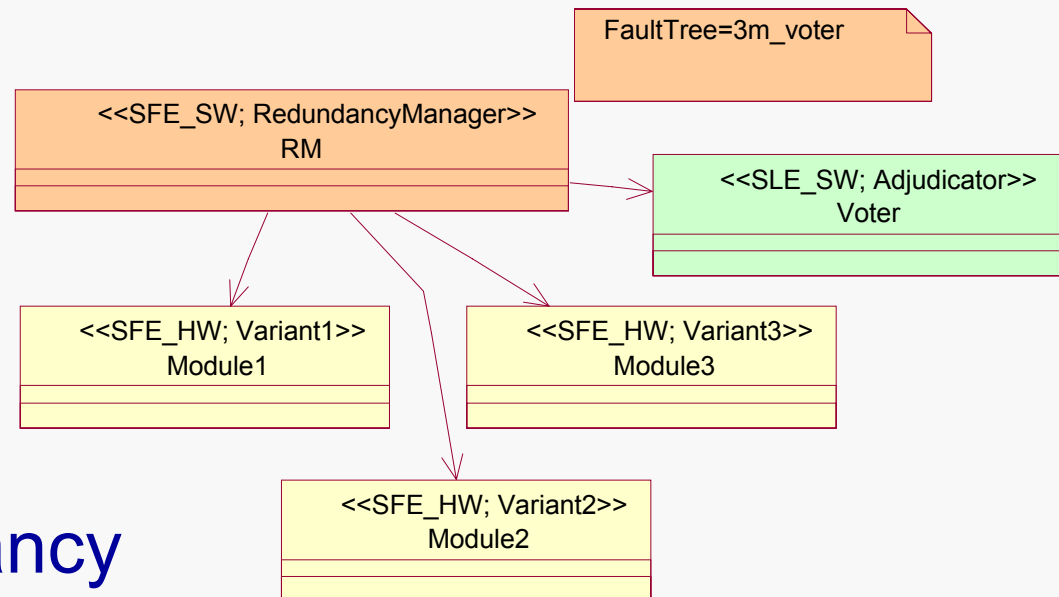 FaultTree=3m_voter
<<SFE_SW; RedundancyManager>>
RM
<<SLE_SW; Adjudicator>>
Voter
<<SFE_HW; Variant1>>
Module1
<<SFE_HW; Variant3>>
Module3
<<SFE_HW; Variant2>>
Module2
ancy